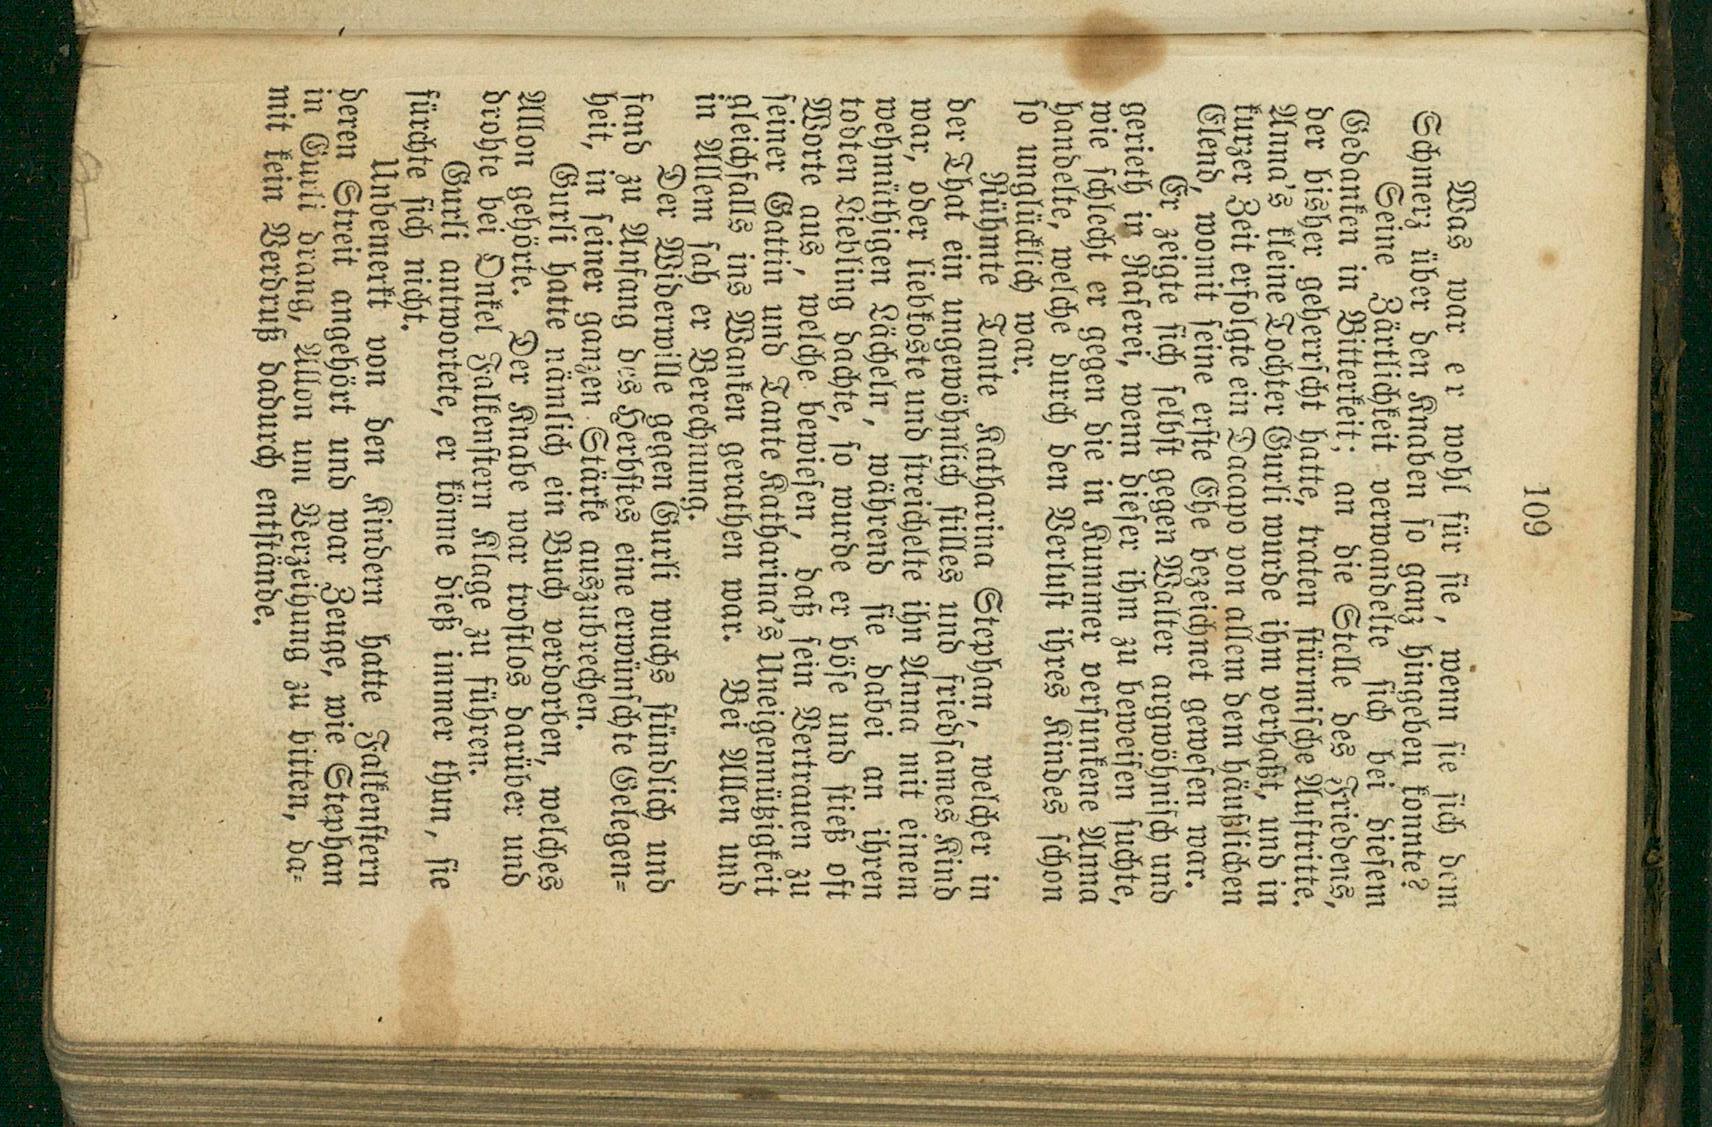 109
Was war er wohl für sie, wenn sie sich dem
Schmerz über den Knaben so ganz hingeben konnte?
Seine Zärtlichkeit verwandelte sich bei diesem
Gedanken in Bitterkeit; an die Stelle des Friedens,
der bisher geherrscht hatte, traten stürmische Auftritte.
Anna's kleine Tochter Gurli wurde ihm verhaßt, und in
kurzer Zeit erfolgte ein Dacapo von allem dem häußlichen
Elend, womit seine erste Ehe bezeichnet gewesen war.
Er zeigte sich selbst gegen Walter argwöhnisch und
gerieth in Raserei, wenn dieser ihm zu beweisen suchte,
wie schlecht er gegen die in Kummer versunkene Anna
handelte, welche durch den Verlust ihres Kindes schon
so unglücklich war.
Rühmte Tante Katharina Stephan, welcher in
der That ein ungewöhnlich stilles und friedsames Kind
war, oder liebkoste und streichelte ihn Anna mit einem
wehmüthigen Lächeln, während sie dabei an ihren
todten Liebling dachte, so wurde er böse und stieß oft
Worte aus, welche bewiesen, daß sein Vertrauen zu
seiner Gattin und Tante Katharina's Uneigennützigkeit
gleichfalls ins Wanken gerathen war. Bei Allen und
in Allem sah er Berechnung.
Der Widerwille gegen Gurli wuchs stündlich und
fand zu Anfang des Herbstes eine erwünschte Gelegen-
heit, in seiner ganzen Stärke auszubrechen.
Gurli hatte nämlich ein Buch verdorben, welches
Allon gehörte. Der Knabe war trostlos darüber und
drohte bei Onkel Falkenstern Klage zu führen.
Gurli antwortete, er könne dieß immer thun, sie
fürchte sich nicht.
Unbemerkt von den Kindern hatte Falkenstern
deren Streit angehört und war Zeuge, wie Stephan
in Gurli drang, Allon um Verzeihung zu bitten, da-
mit kein Verdruß dadurch entstände.